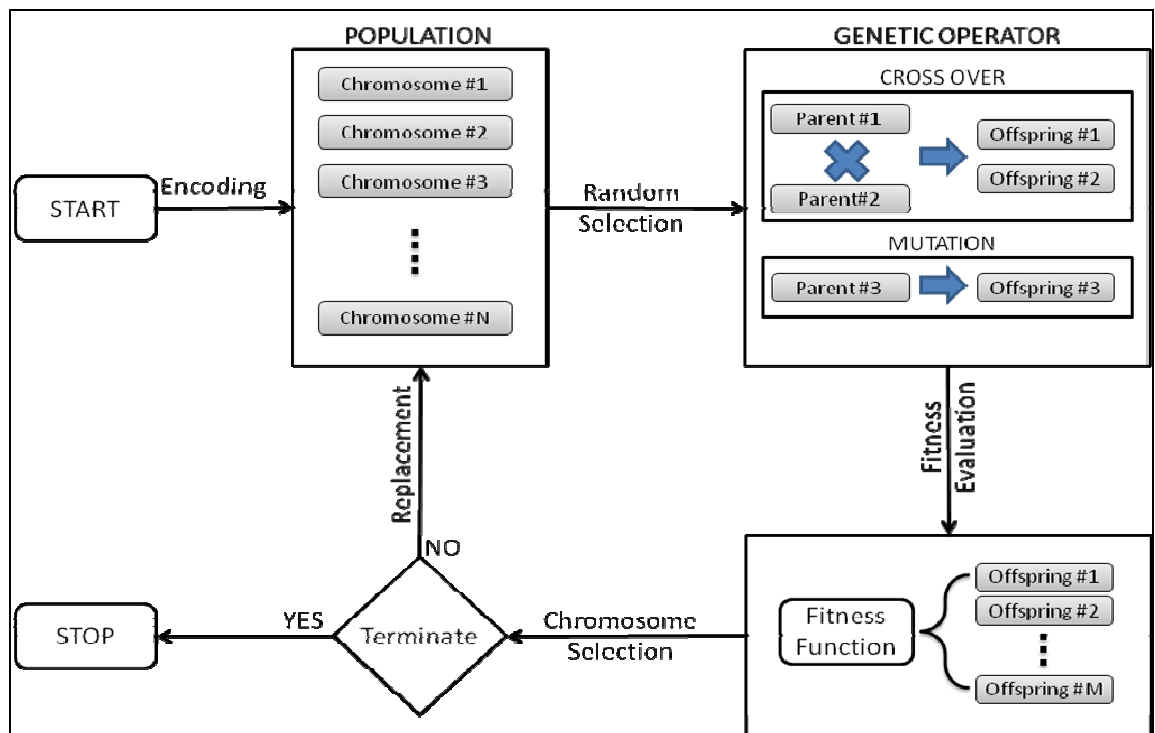 POPULATION
Chromosome #1
Chromosome #2
Chromosome #3
Chromosome #N
START
Encoding
Random
Selection
GENETIC OPERATOR
CROSS OVER
Parent #1
Parent#2
Offspring #1
Offspring #2
MUTATION
Parent #3
Offspring #3
Fitness
Evaluation
Fitness
Function
Offspring #1
Offspring #2
Offspring #M
Chromosome
Selection
Terminate
NO
Replacement
YES
STOP